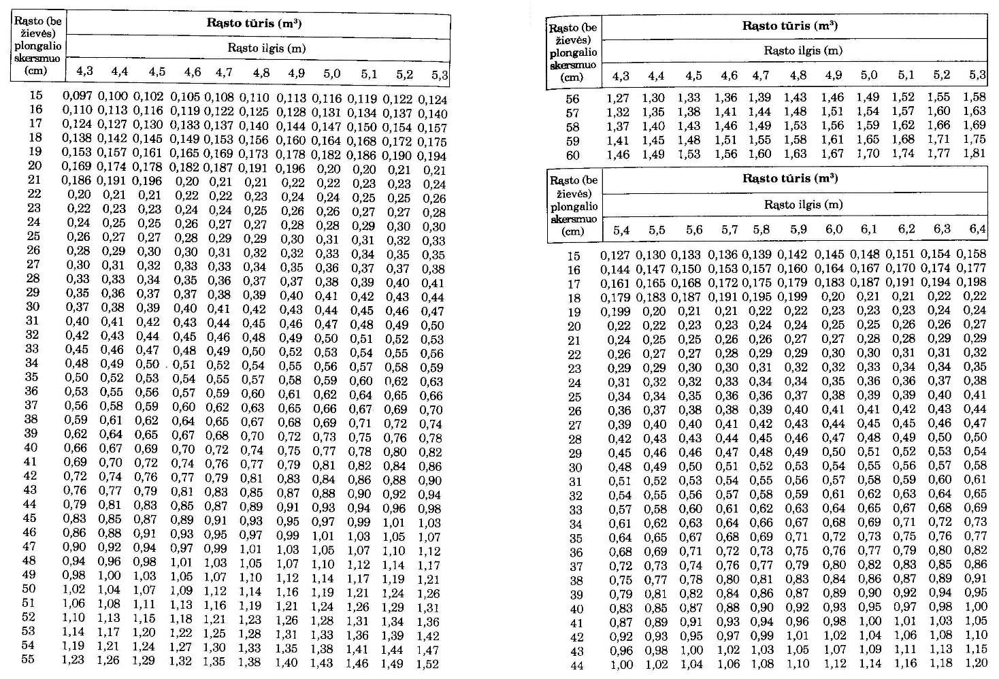 Rąsto (be žievės) plongalio skersmuo (cm)
Rąsto tūris (m³)
Rąsto ilgis (m)
4,3 4,4 4,5 4,6 4,7 4,8 4,9 5,0 5,1 5,2 5,3
15 0,097 0,100 0,102 0,105 0,108 0,110 0,113 0,116 0,119 0,122 0,124
16 0,110 0,113 0,116 0,119 0,122 0,125 0,128 0,131 0,134 0,137 0,140
17 0,124 0,127 0,130 0,133 0,137 0,140 0,144 0,147 0,150 0,154 0,157
18 0,138 0,142 0,145 0,149 0,153 0,156 0,160 0,164 0,168 0,172 0,175
19 0,153 0,157 0,161 0,165 0,169 0,173 0,178 0,182 0,186 0,190 0,194
20 0,169 0,174 0,178 0,182 0,187 0,191 0,196 0,20 0,20 0,21 0,21
21 0,186 0,191 0,196 0,20 0,21 0,21 0,22 0,22 0,23 0,23 0,24
22 0,20 0,21 0,21 0,22 0,22 0,23 0,24 0,24 0,25 0,25 0,26
23 0,22 0,23 0,23 0,24 0,24 0,25 0,26 0,26 0,27 0,27 0,28
24 0,24 0,25 0,25 0,26 0,27 0,27 0,28 0,28 0,29 0,30 0,30
25 0,26 0,27 0,27 0,28 0,29 0,29 0,30 0,31 0,31 0,32 0,33
26 0,28 0,29 0,30 0,30 0,31 0,32 0,32 0,33 0,34 0,35 0,35
27 0,30 0,31 0,32 0,33 0,33 0,34 0,35 0,36 0,37 0,37 0,38
28 0,33 0,33 0,34 0,35 0,36 0,37 0,37 0,38 0,39 0,40 0,41
29 0,35 0,36 0,37 0,37 0,38 0,39 0,40 0,41 0,42 0,43 0,44
30 0,37 0,38 0,39 0,40 0,41 0,42 0,43 0,44 0,45 0,46 0,47
31 0,40 0,41 0,42 0,43 0,44 0,45 0,46 0,47 0,48 0,49 0,50
32 0,42 0,43 0,44 0,45 0,46 0,48 0,49 0,50 0,51 0,52 0,53
33 0,45 0,46 0,47 0,48 0,49 0,50 0,52 0,53 0,54 0,55 0,56
34 0,48 0,49 0,50 0,51 0,52 0,54 0,55 0,56 0,57 0,58 0,59
35 0,50 0,52 0,53 0,54 0,55 0,57 0,58 0,59 0,60 0,62 0,63
36 0,53 0,55 0,56 0,57 0,59 0,60 0,61 0,62 0,64 0,65 0,66
37 0,56 0,58 0,59 0,60 0,62 0,63 0,65 0,66 0,67 0,69 0,70
38 0,59 0,61 0,62 0,64 0,65 0,67 0,68 0,69 0,71 0,72 0,74
39 0,62 0,64 0,65 0,67 0,68 0,70 0,72 0,73 0,75 0,76 0,78
40 0,66 0,67 0,69 0,70 0,72 0,74 0,75 0,77 0,78 0,80 0,82
41 0,69 0,70 0,72 0,74 0,76 0,77 0,79 0,81 0,82 0,84 0,86
42 0,72 0,74 0,76 0,77 0,79 0,81 0,83 0,84 0,86 0,88 0,90
43 0,76 0,77 0,79 0,81 0,83 0,85 0,87 0,88 0,90 0,92 0,94
44 0,79 0,81 0,83 0,85 0,87 0,89 0,91 0,93 0,94 0,96 0,98
45 0,83 0,85 0,87 0,89 0,91 0,93 0,95 0,97 0,99 1,01 1,03
46 0,86 0,88 0,91 0,93 0,95 0,97 0,99 1,01 1,03 1,05 1,07
47 0,90 0,92 0,94 0,97 0,99 1,01 1,03 1,05 1,07 1,10 1,12
48 0,94 0,96 0,98 1,01 1,03 1,05 1,07 1,10 1,12 1,14 1,17
49 0,98 1,00 1,03 1,05 1,07 1,10 1,12 1,14 1,17 1,19 1,21
50 1,02 1,04 1,07 1,09 1,12 1,14 1,16 1,19 1,21 1,24 1,26
51 1,06 1,08 1,11 1,13 1,16 1,19 1,21 1,24 1,26 1,29 1,31
52 1,10 1,13 1,15 1,18 1,21 1,23 1,26 1,28 1,31 1,34 1,36
53 1,14 1,17 1,20 1,22 1,25 1,28 1,31 1,33 1,36 1,39 1,42
54 1,19 1,21 1,24 1,27 1,30 1,33 1,35 1,38 1,41 1,44 1,47
55 1,23 1,26 1,29 1,32 1,35 1,38 1,40 1,43 1,46 1,49 1,52
Rąsto (be žievės) plongalio skersmuo (cm)
Rąsto tūris (m³)
Rąsto ilgis (m)
4,3 4,4 4,5 4,6 4,7 4,8 4,9 5,0 5,1 5,2 5,3
56 1,27 1,30 1,33 1,36 1,39 1,43 1,46 1,49 1,52 1,55 1,58
57 1,32 1,35 1,38 1,41 1,44 1,48 1,51 1,54 1,57 1,60 1,63
58 1,37 1,40 1,43 1,46 1,49 1,53 1,56 1,59 1,62 1,66 1,69
59 1,41 1,45 1,48 1,51 1,55 1,58 1,61 1,65 1,68 1,71 1,75
60 1,46 1,49 1,53 1,56 1,60 1,63 1,67 1,70 1,74 1,77 1,81
Rąsto (be žievės) plongalio skersmuo (cm)
Rąsto tūris (m³)
Rąsto ilgis (m)
5,4 5,5 5,6 5,7 5,8 5,9 6,0 6,1 6,2 6,3 6,4
15 0,127 0,130 0,133 0,136 0,139 0,142 0,145 0,148 0,151 0,154 0,158
16 0,144 0,147 0,150 0,153 0,157 0,160 0,164 0,167 0,170 0,174 0,177
17 0,161 0,165 0,168 0,172 0,175 0,179 0,183 0,187 0,191 0,194 0,198
18 0,179 0,183 0,187 0,191 0,195 0,199 0,20 0,21 0,21 0,22 0,22
19 0,199 0,20 0,21 0,21 0,22 0,22 0,23 0,23 0,23 0,24 0,24
20 0,22 0,22 0,23 0,23 0,24 0,24 0,25 0,25 0,26 0,26 0,27
21 0,24 0,25 0,25 0,26 0,26 0,27 0,27 0,28 0,28 0,29 0,29
22 0,26 0,27 0,27 0,28 0,29 0,29 0,30 0,30 0,31 0,31 0,32
23 0,29 0,29 0,30 0,30 0,31 0,32 0,32 0,33 0,34 0,34 0,35
24 0,31 0,32 0,32 0,33 0,34 0,34 0,35 0,36 0,36 0,37 0,38
25 0,34 0,34 0,35 0,36 0,36 0,37 0,38 0,39 0,39 0,40 0,41
26 0,36 0,37 0,38 0,38 0,39 0,40 0,41 0,41 0,42 0,43 0,44
27 0,39 0,40 0,40 0,41 0,42 0,43 0,44 0,45 0,45 0,46 0,47
28 0,42 0,43 0,43 0,44 0,45 0,46 0,47 0,48 0,49 0,50 0,50
29 0,45 0,46 0,46 0,47 0,48 0,49 0,50 0,51 0,52 0,53 0,54
30 0,48 0,49 0,50 0,51 0,52 0,53 0,54 0,55 0,56 0,57 0,58
31 0,51 0,52 0,53 0,54 0,55 0,56 0,57 0,58 0,59 0,60 0,61
32 0,54 0,55 0,56 0,57 0,58 0,59 0,61 0,62 0,63 0,64 0,65
33 0,57 0,58 0,60 0,61 0,62 0,63 0,64 0,65 0,67 0,68 0,69
34 0,61 0,62 0,63 0,64 0,66 0,67 0,68 0,69 0,71 0,72 0,73
35 0,64 0,65 0,67 0,68 0,69 0,71 0,72 0,73 0,75 0,76 0,77
36 0,68 0,69 0,71 0,72 0,73 0,75 0,76 0,77 0,79 0,80 0,82
37 0,72 0,73 0,74 0,76 0,77 0,79 0,80 0,82 0,83 0,85 0,86
38 0,75 0,77 0,78 0,80 0,81 0,83 0,84 0,86 0,87 0,89 0,91
39 0,79 0,81 0,82 0,84 0,86 0,87 0,89 0,90 0,92 0,94 0,95
40 0,83 0,85 0,87 0,88 0,90 0,92 0,93 0,95 0,97 0,98 1,00
41 0,87 0,89 0,91 0,93 0,94 0,96 0,98 1,00 1,01 1,03 1,05
42 0,92 0,93 0,95 0,97 0,99 1,01 1,02 1,04 1,06 1,08 1,10
43 0,96 0,98 1,00 1,02 1,03 1,05 1,07 1,09 1,11 1,13 1,15
44 1,00 1,02 1,04 1,06 1,08 1,10 1,12 1,14 1,16 1,18 1,20